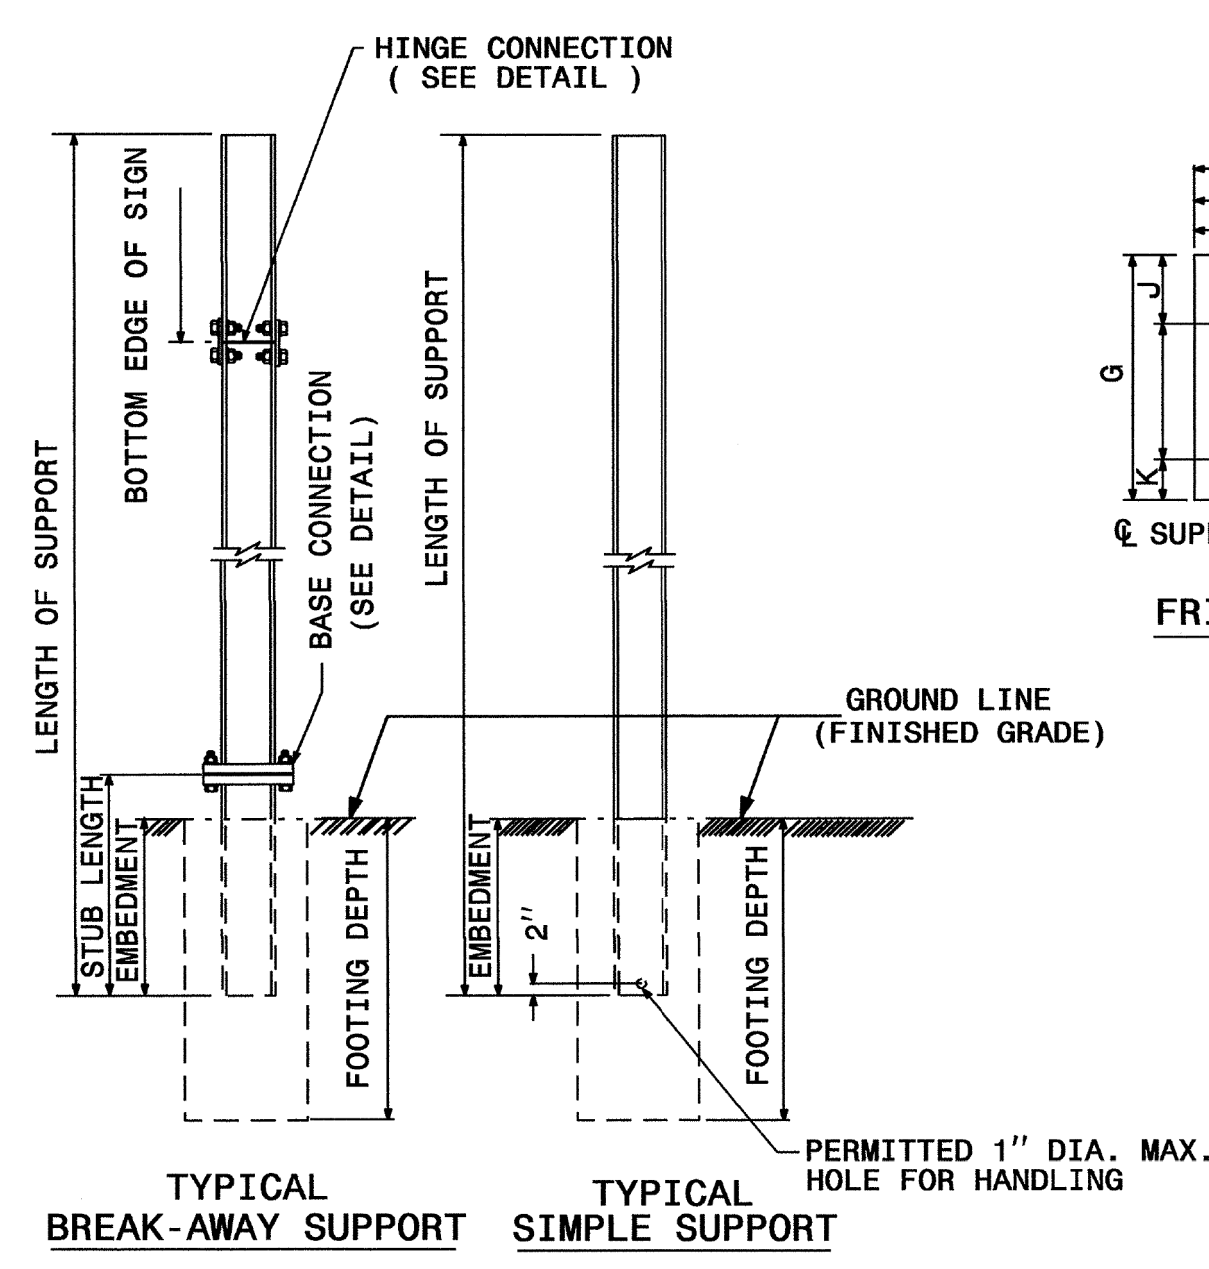 HINGE CONNECTION
( SEE DETAIL )
BOTTOM EDGE OF SIGN
LENGTH OF SUPPORT
BASE CONNECTION
(SEE DETAIL)
STUB LENGTH
EMBEDMENT
FOOTING DEPTH
LENGTH OF SUPPORT
GROUND LINE
(FINISHED GRADE)
EMBEDMENT
2"
FOOTING DEPTH
PERMITTED 1" DIA. MAX.
HOLE FOR HANDLING
TYPICAL
BREAK-AWAY SUPPORT
TYPICAL
SIMPLE SUPPORT
J
G
K
℄ SUP
FRI